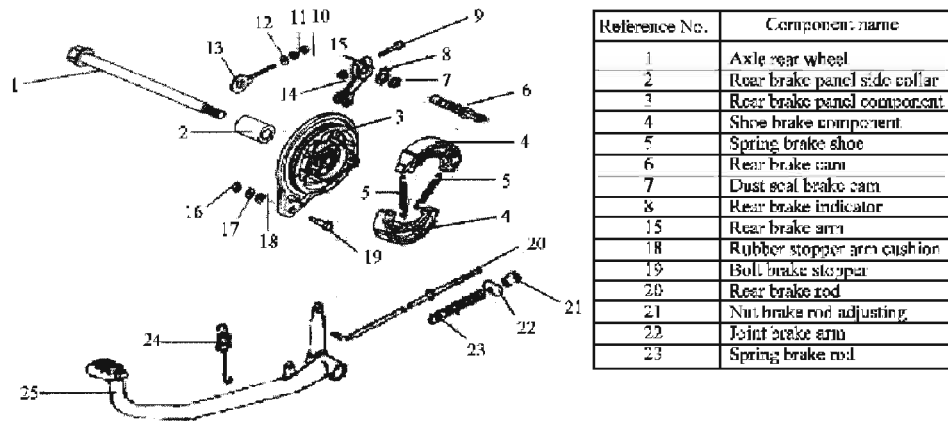 9
10
11
12
13
15
8
14
7
1
6
3
2
4
5
5
16
17
18
4
19
20
21
22
24
23
25
Reference No. Component name
1 Axle rear wheel
2 Rear brake panel side collar
3 Rear brake panel component
4 Shoe brake component
5 Spring brake shoe
6 Rear brake cam
7 Dust seal brake cam
8 Rear brake indicator
15 Rear brake arm
18 Rubber stopper arm cushion
19 Bolt brake stopper
20 Rear brake rod
21 Nut brake rod adjusting
22 Joint brake arm
23 Spring brake rod